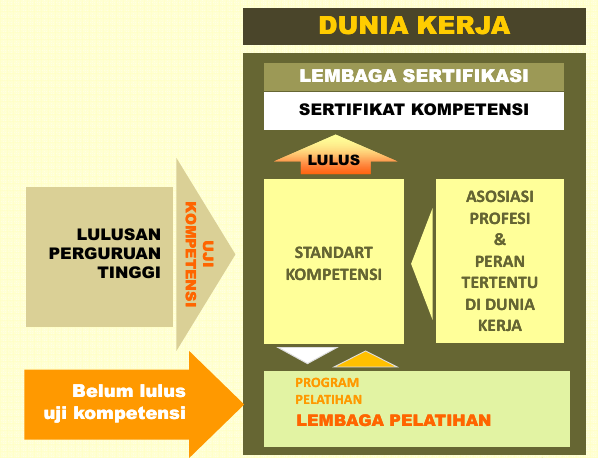 DUNIA KERJA
LEMBAGA SERTIFIKASI
SERTIFIKAT KOMPETENSI
LULUS
LULUSAN
PERGURUAN
TINGGI
UJI
KOMPETENSI
STANDART
KOMPETENSI
ASOSIASI
PROFESI
&
PERAN
TERTENTU
DI DUNIA
KERJA
Belum lulus
uji kompetensi
PROGRAM
PELATIHAN
LEMBAGA PELATIHAN